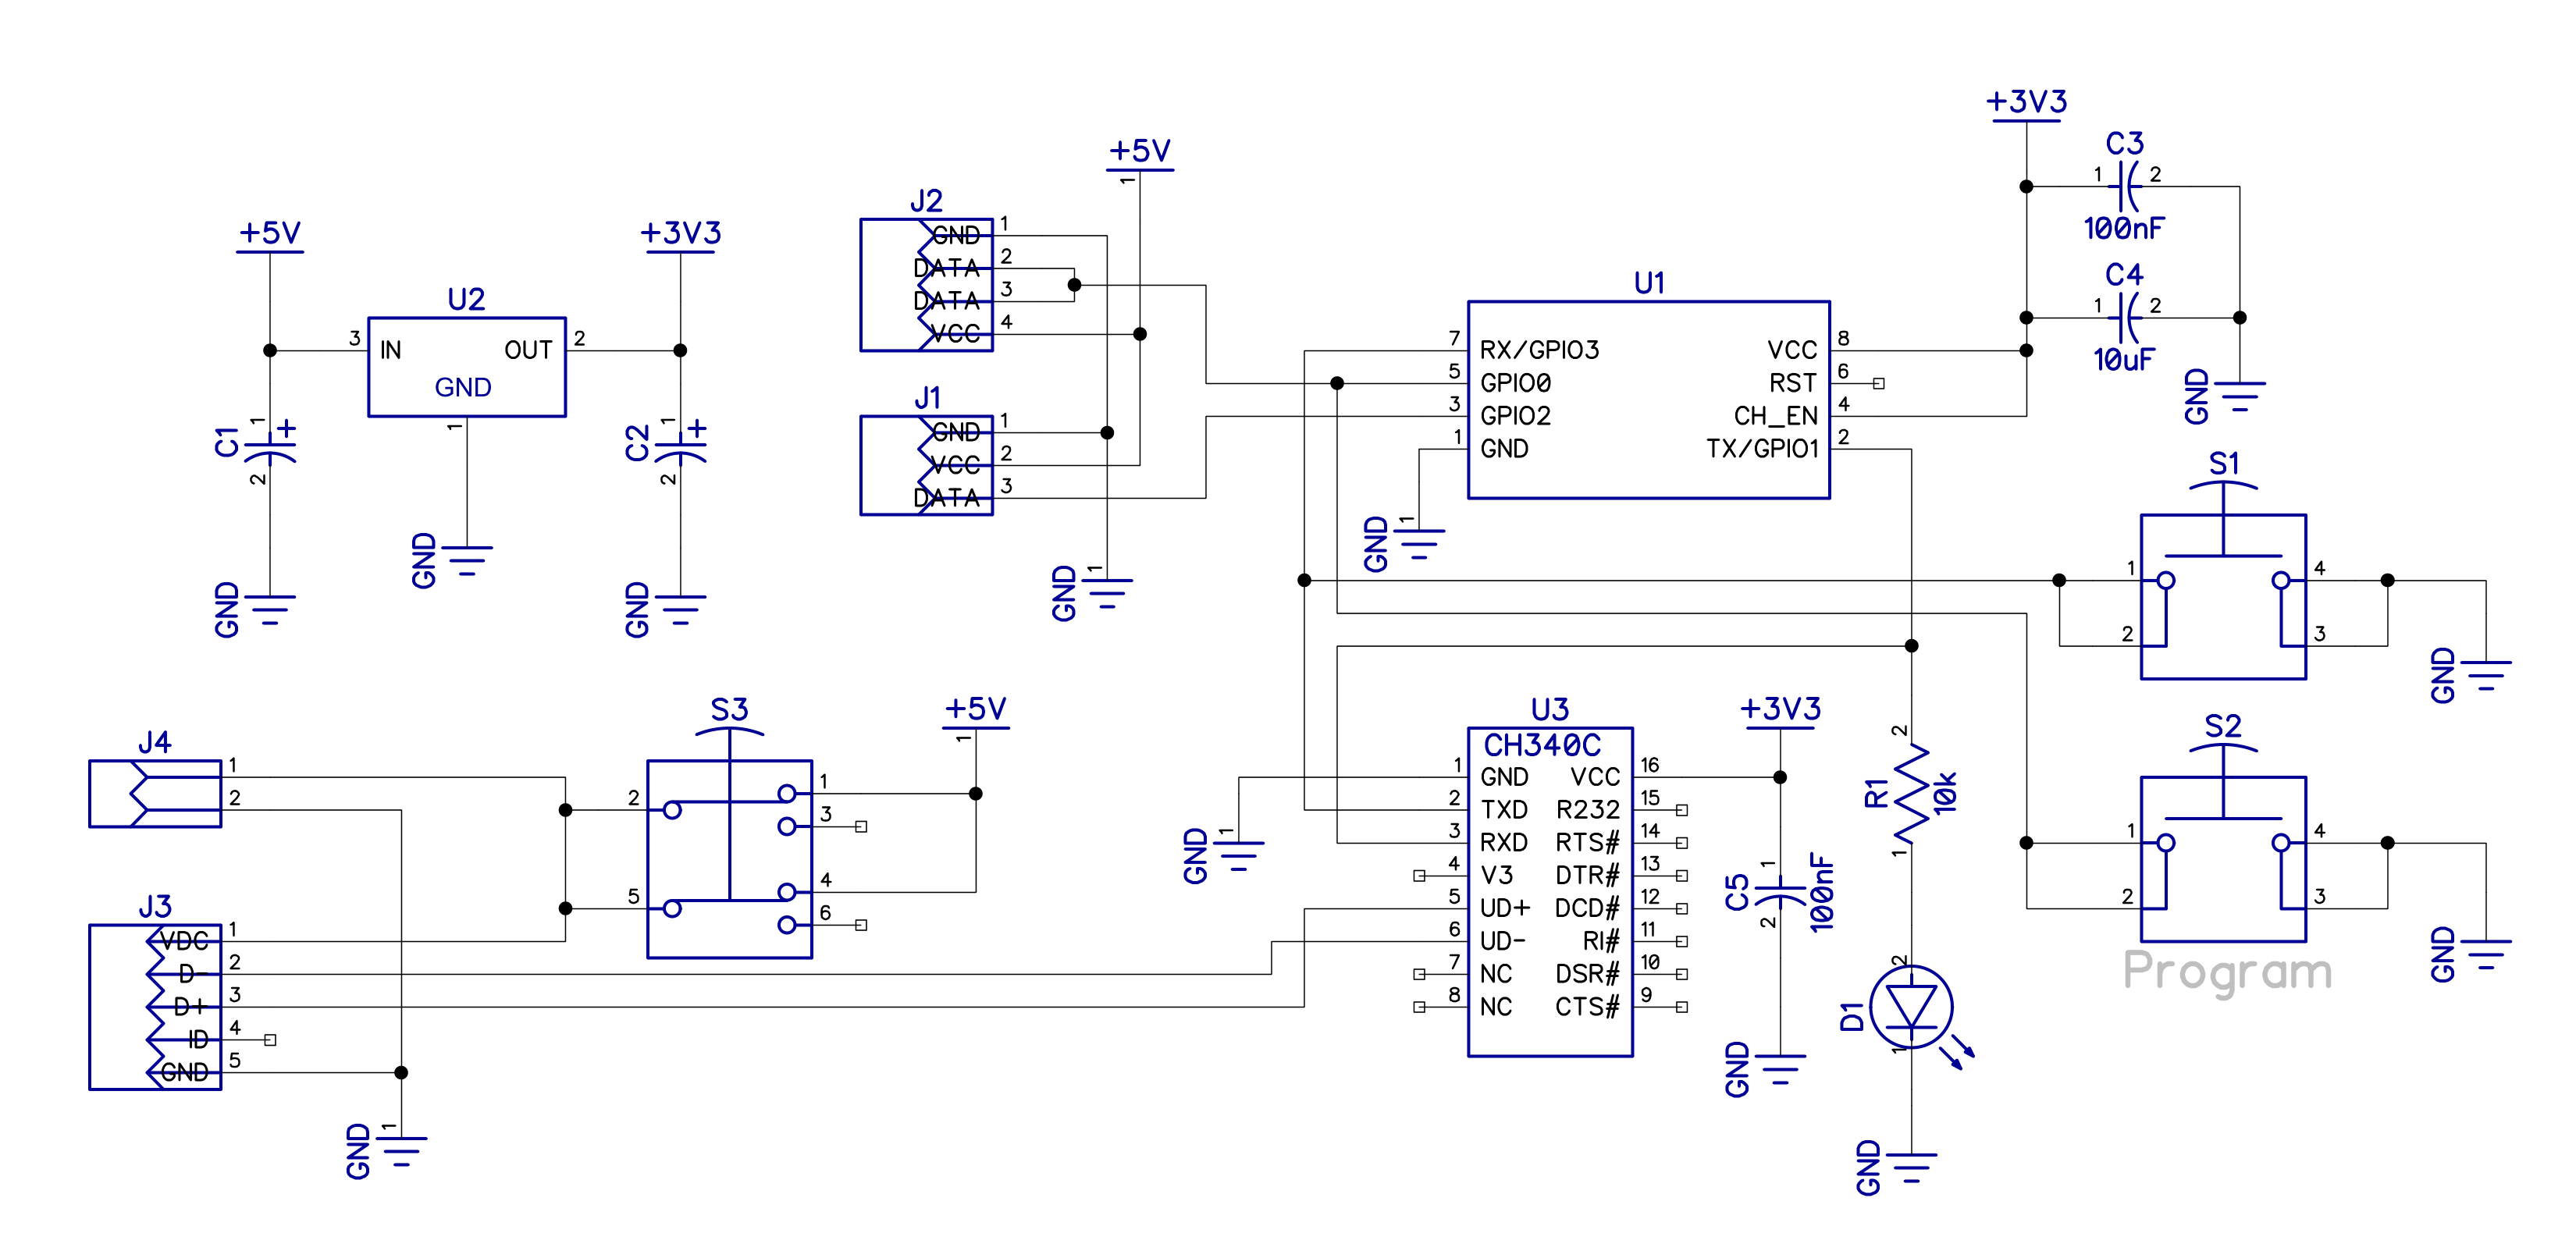 +5V
+3V3
U2
3 IN OUT 2
GND
1
C1
1
+
2
GND
GND
C2
1
+
2
GND
J2
GND 1
DATA 2
DATA 3
VCC 4
+5V
1
J1
GND 1
VCC 2
DATA 3
GND
1
U1
7 RX/GPIO3 VCC 8
5 GPIO0 RST 6
3 GPIO2 CH_EN 4
1 GND TX/GPIO1 2
GND
1
+3V3
C3
1 2
100nF
C4
1 2
10uF
GND
S1
1 4
2 3
GND
J4
1
2
J3
VDC 1
D- 2
D+ 3
ID 4
GND 5
GND
1
S3
2 1
3
4
5 6
+5V
1
U3
CH340C
1 GND VCC 16
2 TXD R232 15
3 RXD RTS# 14
4 V3 DTR# 13
5 UD+ DCD# 12
6 UD- RI# 11
7 NC DSR# 10
8 NC CTS# 9
GND
1
+3V3
C5
1
2
100nF
GND
R1
2
10k
1
D1
2
1
GND
S2
1 4
2 3
GND
Program